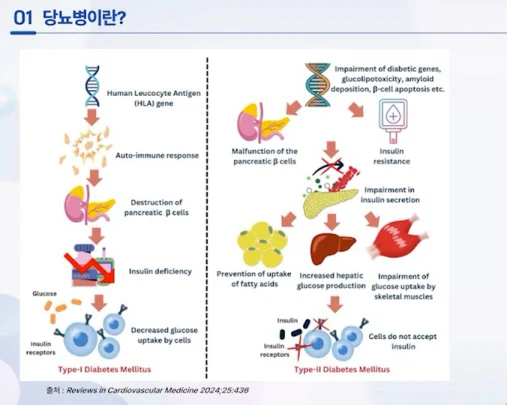 01 당뇨병이란?
Human Leucocyte Antigen
(HLA) gene
Auto-immune response
Destruction of
pancreatic β cells
Insulin deficiency
Glucose
Insulin
receptors
Decreased glucose
uptake by cells
Type-I Diabetes Mellitus
Impairment of diabetic genes,
glucolipotoxicity, amyloid
deposition, β-cell apoptosis etc.
Malfunction of the
pancreatic β cells
Insulin
resistance
Impairment in
insulin secretion
Prevention of uptake
of fatty acids
Increased hepatic
glucose production
Impairment of
glucose uptake by
skeletal muscles
Insulin
Insulin
receptors
Cells do not accept
insulin
Type-II Diabetes Mellitus
출처 : Reviews in Cardiovascular Medicine 2024;25:436